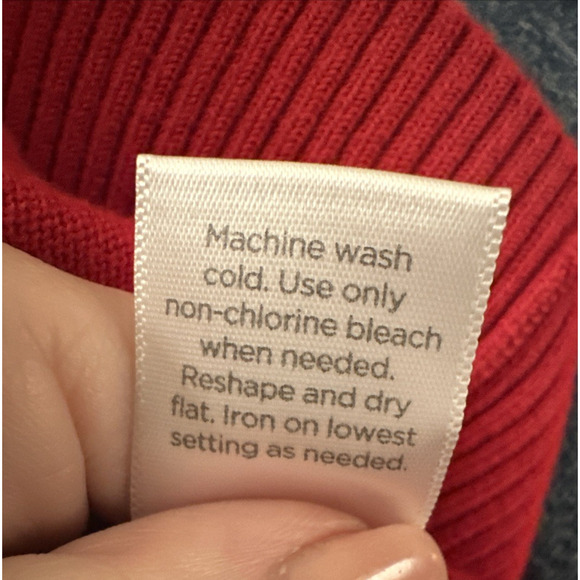 Machine wash
cold. Use only
non-chlorine bleach
when needed.
Reshape and dry
flat. Iron on lowest
setting as needed.